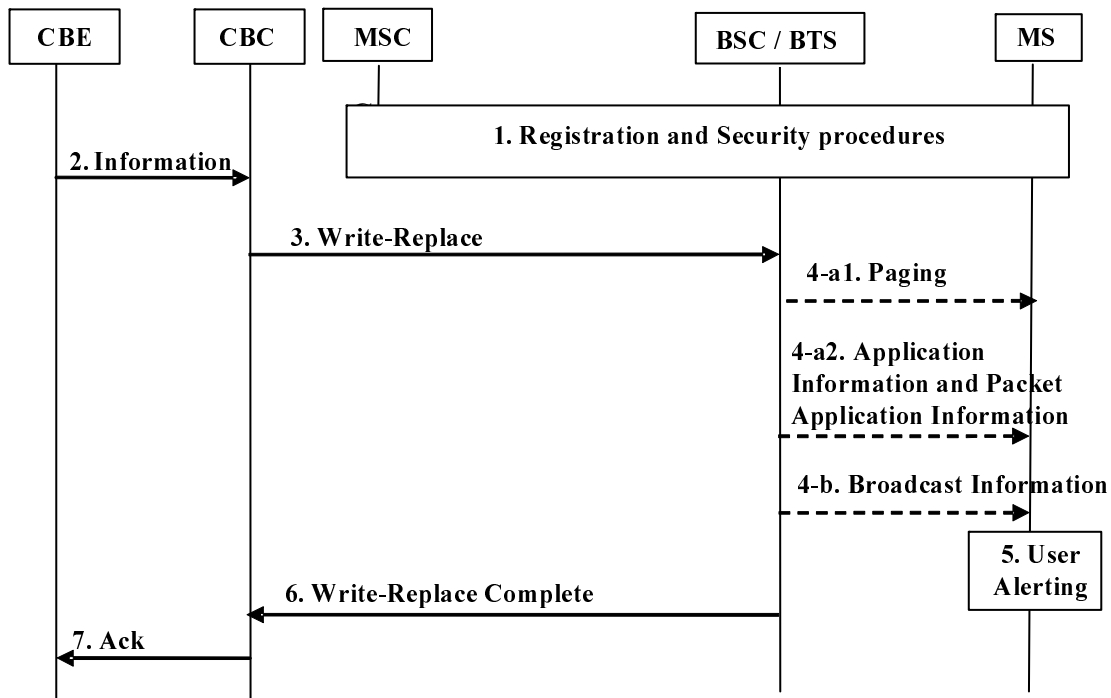 CBE
CBC
MSC
BSC / BTS
MS
1. Registration and Security procedures
2. Information
3. Write-Replace
4-a1. Paging
4-a2. Application
Information and Packet
Application Information
4-b. Broadcast Information
5. User
Alerting
6. Write-Replace Complete
7. Ack